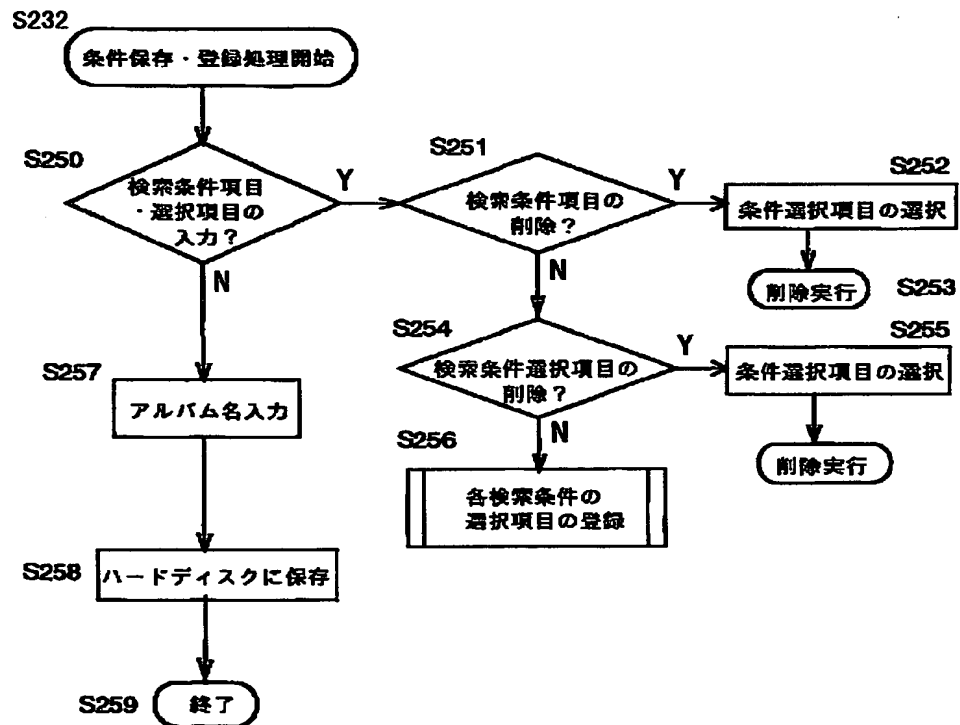 S232
条件保存・登録処理開始
S250
検索条件項目
・選択項目の
入力？
Y
N
S251
検索条件項目の
削除？
Y
N
S252
条件選択項目の選択
削除実行
S253
S254
検索条件選択項目の
削除？
Y
N
S255
条件選択項目の選択
削除実行
S256
各検索条件の
選択項目の登録
S257
アルバム名入力
S258
ハードディスクに保存
S259
終了